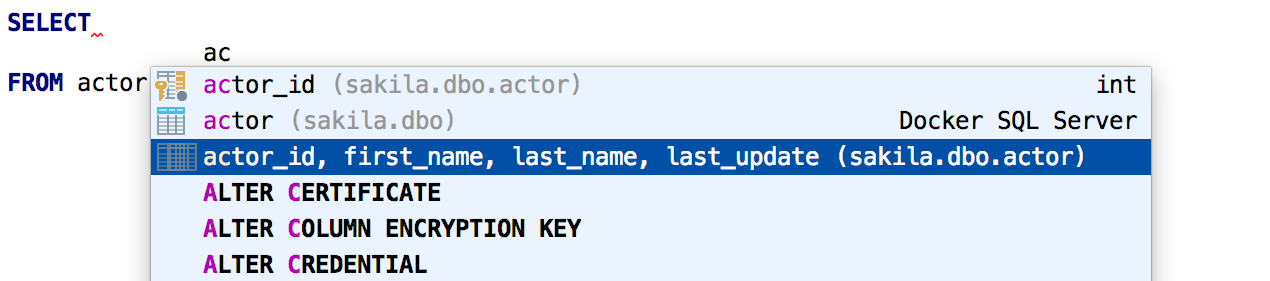 SELECT
ac
FROM actor
actor_id (sakila.dbo.actor) int
actor (sakila.dbo) Docker SQL Server
actor_id, first_name, last_name, last_update (sakila.dbo.actor)
ALTER CERTIFICATE
ALTER COLUMN ENCRYPTION KEY
ALTER CREDENTIAL